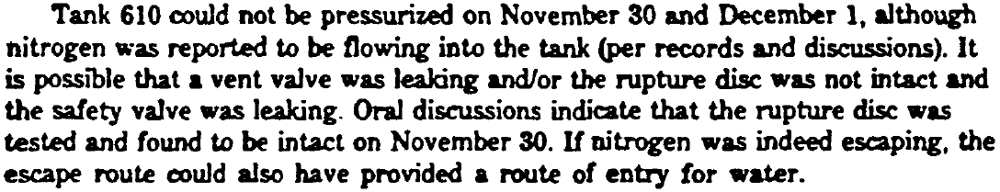 Tank 610 could not be pressurized on November 30 and December 1, although
nitrogen was reported to be flowing into the tank (per records and discussions). It
is possible that a vent valve was leaking and/or the rupture disc was not intact and
the safety valve was leaking. Oral discussions indicate that the rupture disc was
tested and found to be intact on November 30. If nitrogen was indeed escaping, the
escape route could also have provided a route of entry for water.